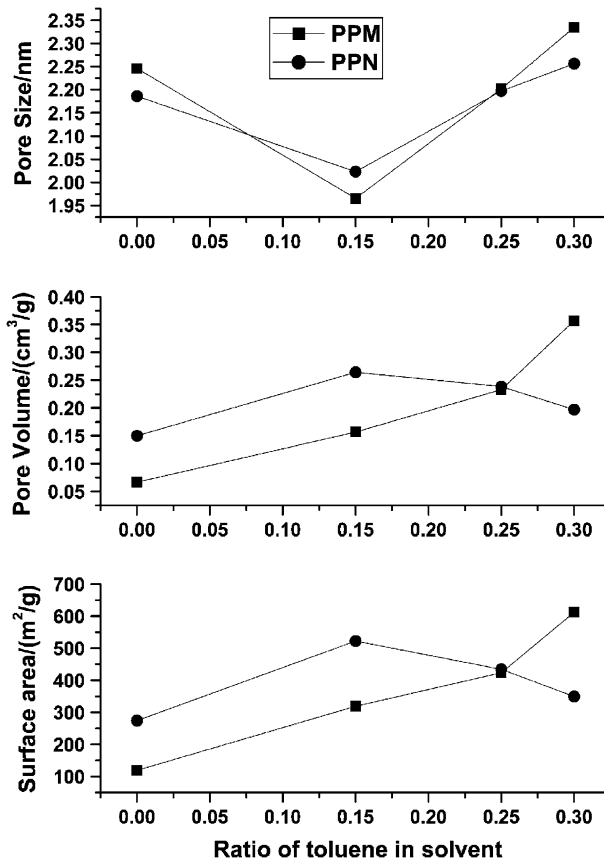 Pore Size/nm
2.35
2.30
2.25
2.20
2.15
2.10
2.05
2.00
1.95
PPM
PPN
0.00 0.05 0.10 0.15 0.20 0.25 0.30
Pore Volume/(cm³/g)
0.40
0.35
0.30
0.25
0.20
0.15
0.10
0.05
0.00 0.05 0.10 0.15 0.20 0.25 0.30
Surface area/(m²/g)
700
600
500
400
300
200
100
0.00 0.05 0.10 0.15 0.20 0.25 0.30
Ratio of toluene in solvent